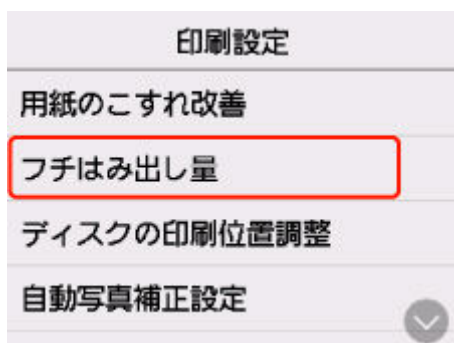 印刷設定
用紙のこすれ改善
フチはみ出し量
ディスクの印刷位置調整
自動写真補正設定